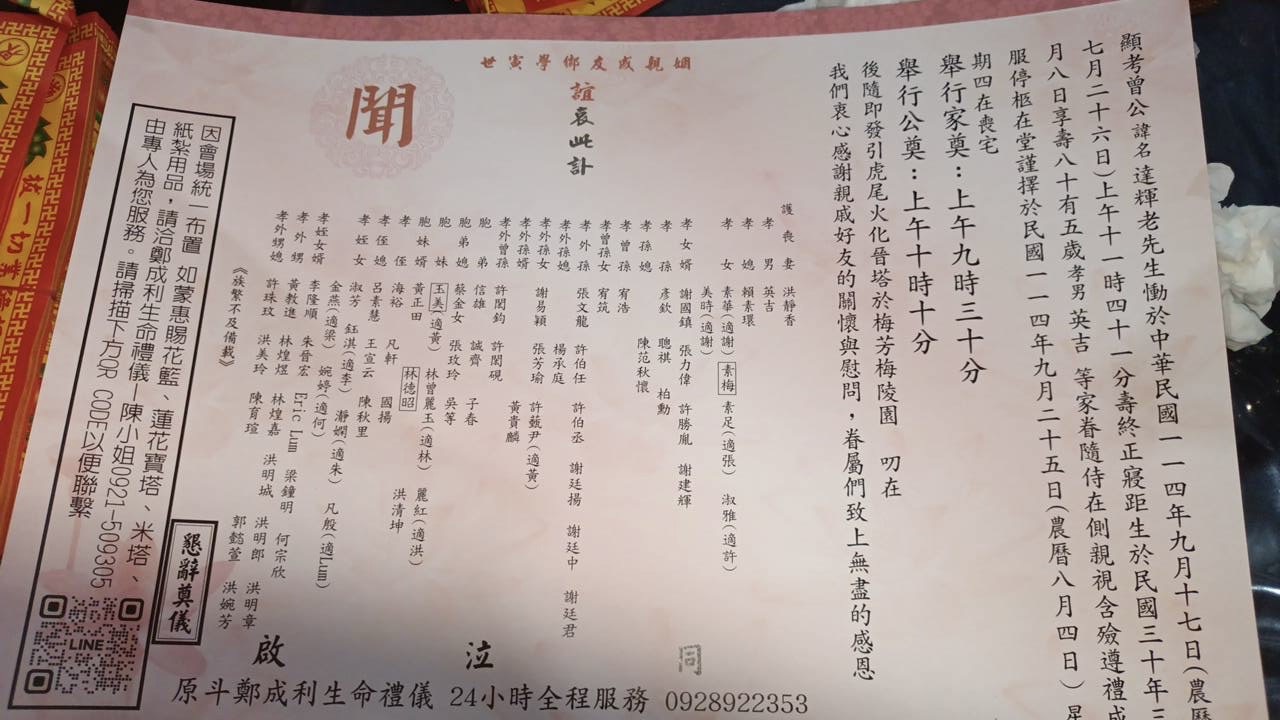 顯考曾公諱名達輝老先生慟於中華民國一一四年九月十七日(農曆
七月二十六日)上午十一時四十一分壽終正寢距生於民國三十年三
月八日享壽八十有五歲孝男 英吉 等家眷隨侍在側親視含殮遵禮成
服停柩在堂謹擇於民國一一四年九月二十五日(農曆八月四日)星
期四在喪宅
舉行家奠:上午九時三十分
舉行公奠:上午十時十分
後隨即發引虎尾火化晉塔於梅芳梅陵園 叨在
我們衷心感謝親戚好友的關懷與慰問,眷屬們致上無盡的感恩
姻親戚友鄉學寅世
誼哀此訃
聞
護喪妻 洪靜香
孝男 英吉
孝媳 賴素環
孝女 素華(適謝) 素梅 素足(適張) 淑雅(適許)
美時(適謝)
孝女婿 謝國鎮 張力偉 許勝胤 謝建輝
孝孫 彥欽 聰祺 柏勳
孝孫媳 陳范秋懷
孝曾孫 宥浩
孝曾孫女 宥筑
孝外孫 張文龍 許伯任 許伯丞 謝廷揚 謝廷中 謝廷君
孝外孫媳 楊承庭
孝外孫女 謝易穎 張芳瑜 許薽尹(適黃)
孝外孫婿 黃貴麟
孝外曾孫 許閎鈞 許閎硯
胞弟 信雄 誠齊 子春
胞弟媳 蔡金女 張玫玲 吳等
胞妹 玉美(適黃) 林曾麗玉(適林) 麗紅(適洪)
胞妹婿 黃正田 林德昭 洪清坤
孝侄 海裕 凡軒 國揚
孝侄媳 呂素慧 王宣云 陳秋里
孝姪女 淑芳 鈺淇(適李) 瀞嫻(適朱) 凡殷(適Lum)
金燕(適梁) 婉婷(適何)
孝姪女婿 李隆順 朱晉宏 Eric Lum 梁鐘明 何宗欣
孝外甥 黃教進 林煌煜 林煌嘉 洪明城 洪明郎 洪明章
孝外甥媳 許珠玟 洪美玲 陳育瑄 郭懿萱 洪婉芳
《族繁不及備載》
同泣啟
懇辭奠儀
因會場統一布置 如蒙惠賜花籃、蓮花寶塔、米塔、
紙紮用品,請洽鄭成利生命禮儀—陳小姐0921-509305
由專人為您服務。請掃描下方QR CODE以便聯繫
LINE
原斗鄭成利生命禮儀 24小時全程服務 0928922353
拔一切業